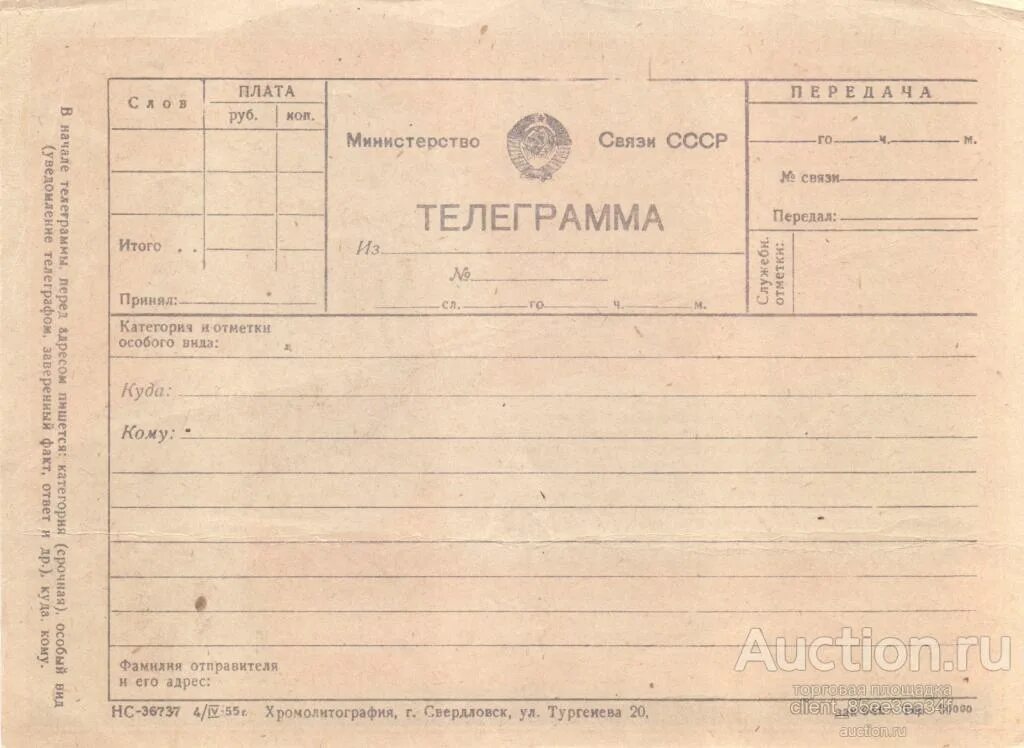 В начале телеграммы, перед адресом пишется: категория (срочная), особый вид
(уведомление телеграфом, заверенный факт, ответ и др.), куда, кому.
Слов
ПЛАТА
руб. коп.
Итого . .
Принял:
Министерство Связи СССР
ТЕЛЕГРАММА
Из
№
сл. го ч. м.
ПЕРЕДАЧА
го ч. м.
№ связи
Передал:
Служебн.
отметки:
Категория и отметки
особого вида:
Куда:
Кому:
Фамилия отправителя
и его адрес:
НС-36737 4/IV-55г. Хромолитография, г. Свердловск, ул. Тургенева 20,
Auction.ru
торговая площадка
auction.ru